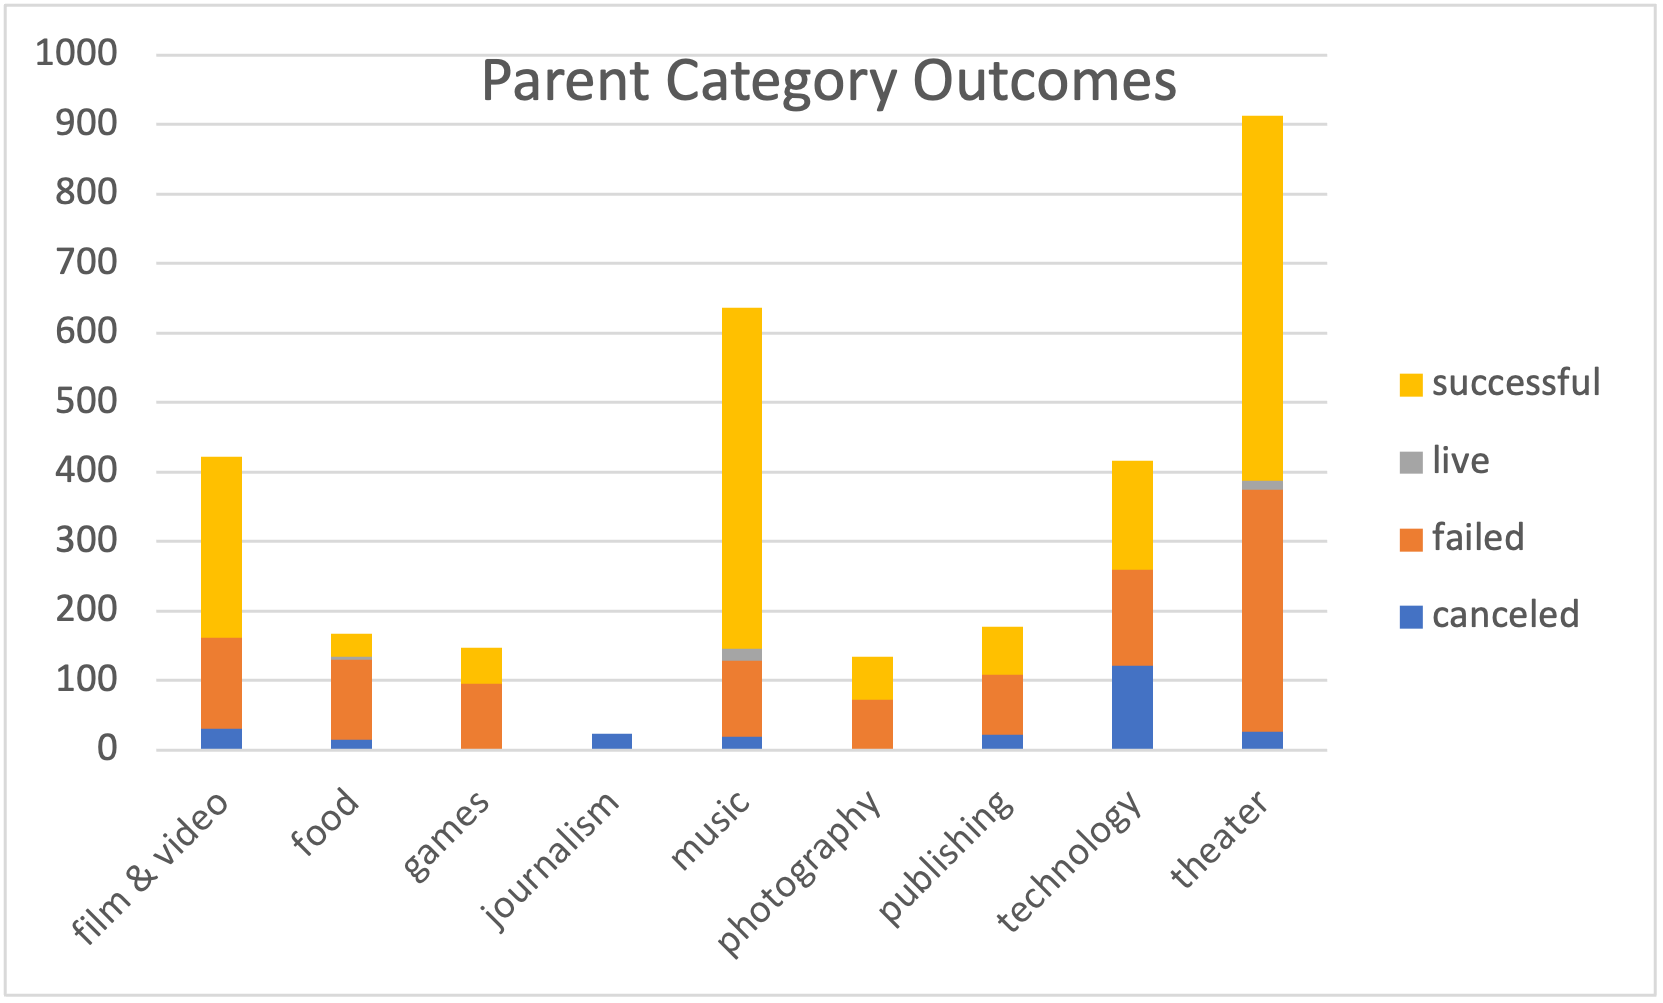 Parent Category Outcomes
1000
900
800
700
600
500
400
300
200
100
0
film & video
food
games
journalism
music
photography
publishing
technology
theater
successful
live
failed
canceled